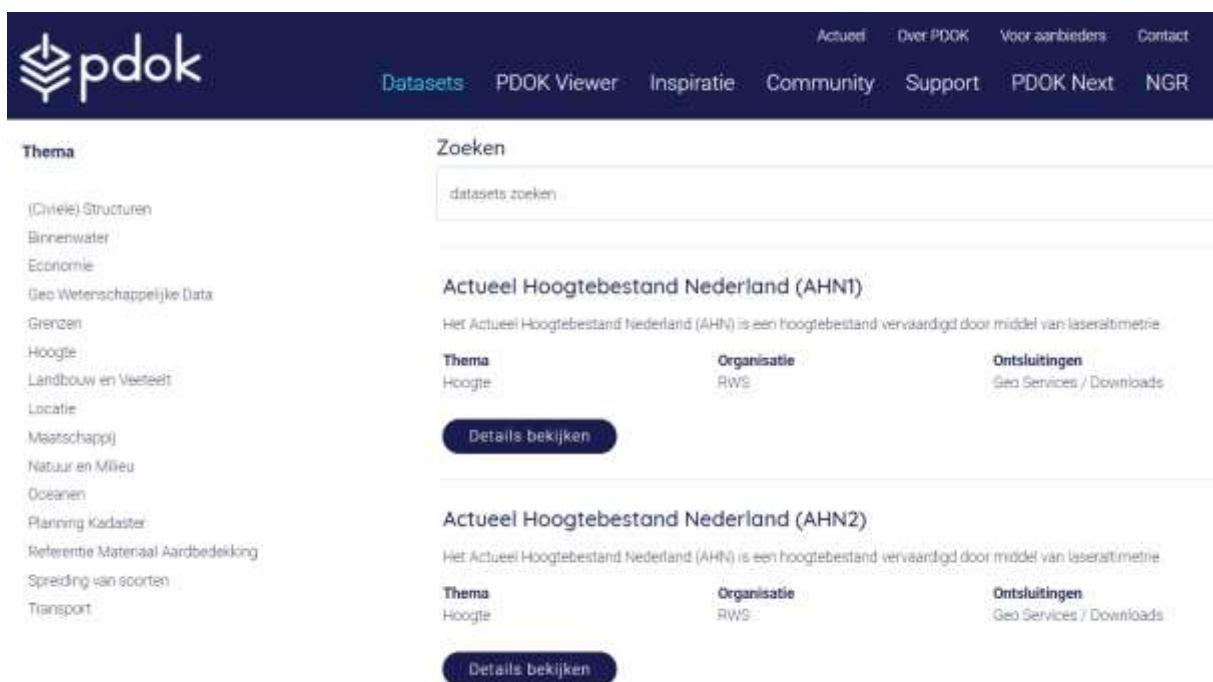 pdok
Actueel Over PDOK Voor aanbieders Contact
Datasets PDOK Viewer Inspiratie Community Support PDOK Next NGR
Thema
(Civiele) Structuren
Binnenwater
Economie
Geo Wetenschappelijke Data
Grenzen
Hoogte
Landbouw en Veeteelt
Locatie
Maatschappij
Natuur en Milieu
Oceanen
Planning Kadaster
Referentie Materiaal Aardbedekking
Spreiding van soorten
Transport
Zoeken
datasets zoeken
Actueel Hoogtebestand Nederland (AHN1)
Het Actueel Hoogtebestand Nederland (AHN) is een hoogtebestand vervaardigd door middel van laseraltimetrie.
Thema Organisatie Ontsluitingen
Hoogte RWS Geo Services / Downloads
Details bekijken
Actueel Hoogtebestand Nederland (AHN2)
Het Actueel Hoogtebestand Nederland (AHN) is een hoogtebestand vervaardigd door middel van laseraltimetrie.
Thema Organisatie Ontsluitingen
Hoogte RWS Geo Services / Downloads
Details bekijken